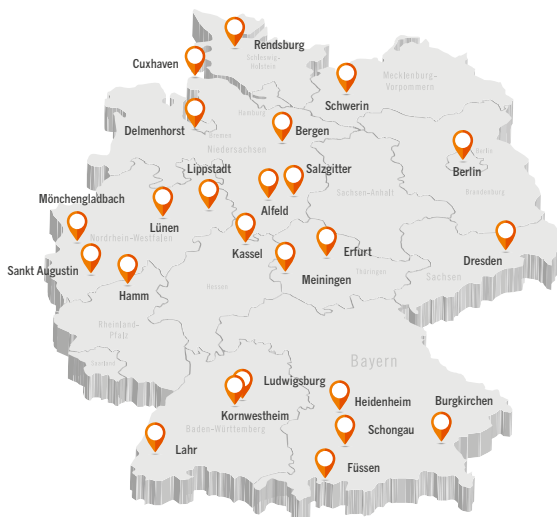 Rendsburg
Schleswig-
Holstein
Cuxhaven
Mecklenburg-
Vorpommern
Schwerin
Hamburg
Delmenhorst
Bergen
Bremen
Niedersachsen
Berlin
Berlin
Lippstadt
Salzgitter
Sachsen-Anhalt
Brandenburg
Mönchengladbach
Alfeld
Lünen
Nordrhein-Westfalen
Kassel
Erfurt
Dresden
Sankt Augustin
Meiningen
Thüringen
Sachsen
Hamm
Hessen
Rheinland-
Pfalz
Saarland
Bayern
Ludwigsburg
Heidenheim
Burgkirchen
Kornwestheim
Baden-Württemberg
Schongau
Lahr
Füssen